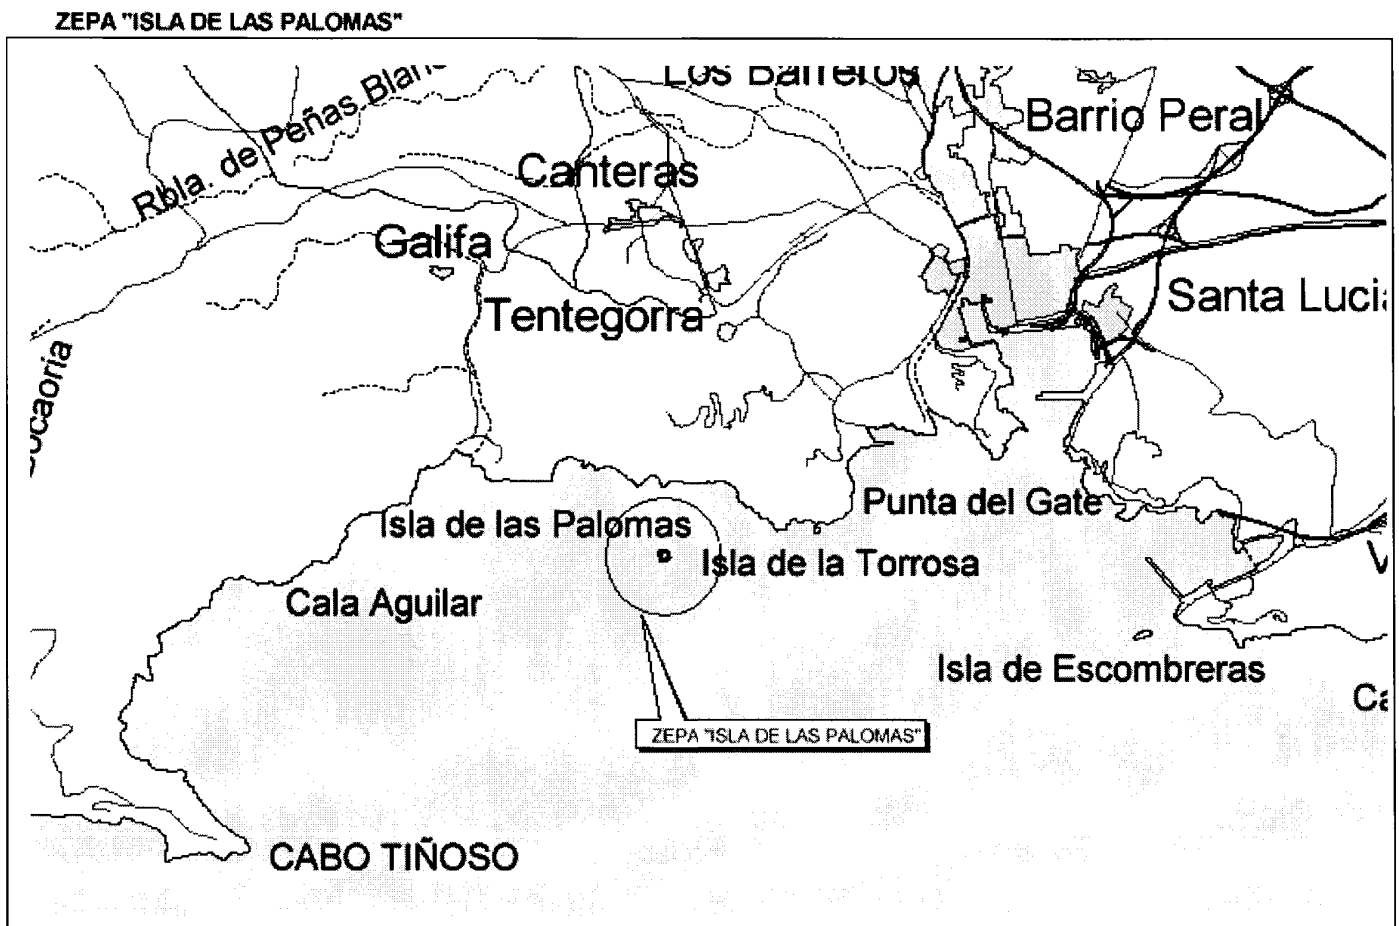 ZEPA "ISLA DE LAS PALOMAS"
Los Barreros
Rbla. de Peñas Blan
Barrio Peral
Canteras
Galifa
Santa Lucia
Tentegorra
Punta del Gate
Isla de las Palomas
Isla de la Torrosa
Cala Aguilar
Isla de Escombreras
ZEPA "ISLA DE LAS PALOMAS"
CABO TIÑOSO